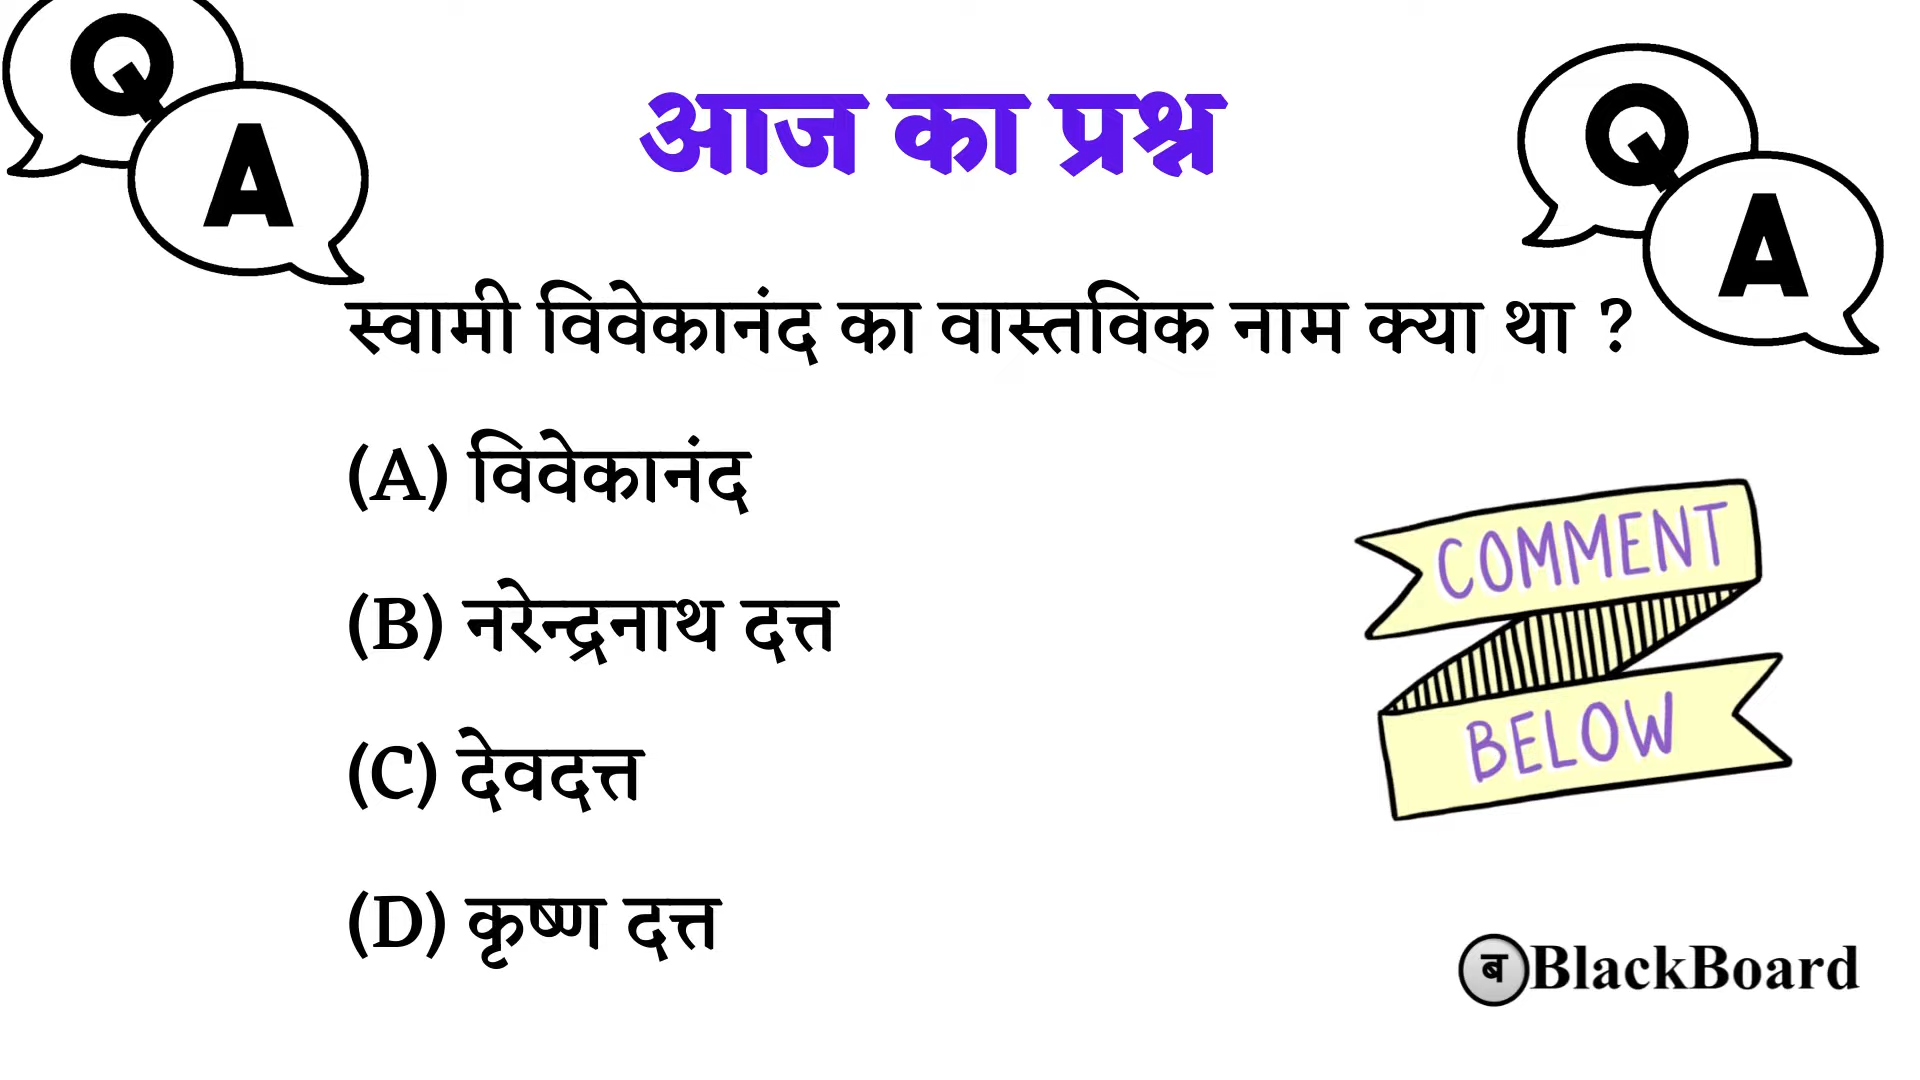 Q
A
आज का प्रश्न
Q
A
स्वामी विवेकानंद का वास्तविक नाम क्या था ?
(A) विवेकानंद
(B) नरेन्द्रनाथ दत्त
(C) देवदत्त
(D) कृष्ण दत्त
COMMENT
BELOW
ब BlackBoard